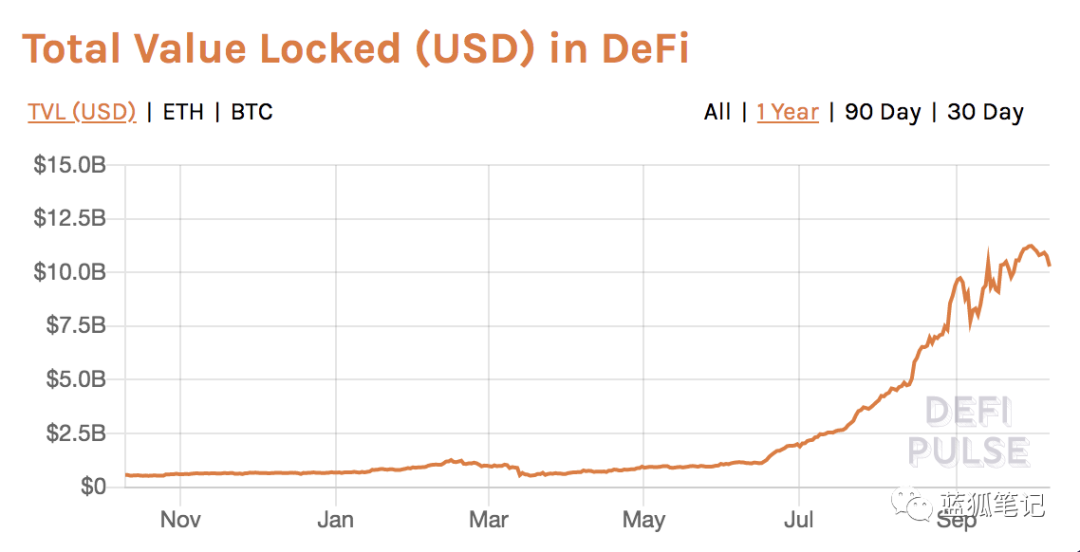 Total Value Locked (USD) in DeFi
TVL (USD) | ETH | BTC
All | 1 Year | 90 Day | 30 Day
$15.0B
$12.5B
$10.0B
$7.5B
$5.0B
$2.5B
$0
DEFI
PULSE
Nov
Jan
Mar
May
Jul
Sep
蓝狐笔记